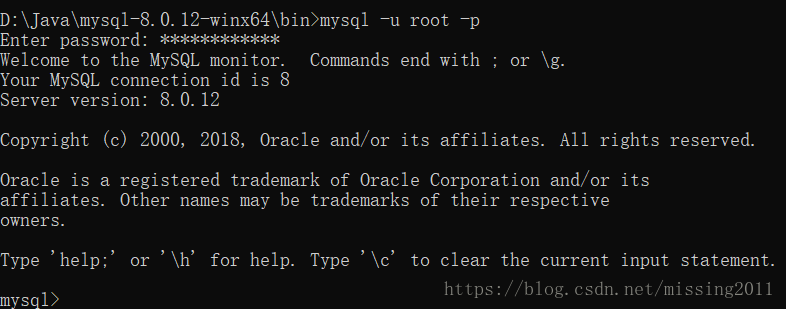 D:\Java\mysql-8.0.12-winx64\bin>mysql -u root -p
Enter password: ************
Welcome to the MySQL monitor.  Commands end with ; or \g.
Your MySQL connection id is 8
Server version: 8.0.12
Copyright (c) 2000, 2018, Oracle and/or its affiliates. All rights reserved.
Oracle is a registered trademark of Oracle Corporation and/or its
affiliates. Other names may be trademarks of their respective
owners.
Type 'help;' or '\h' for help. Type '\c' to clear the current input statement.
mysql>
https://blog.csdn.net/missing2011